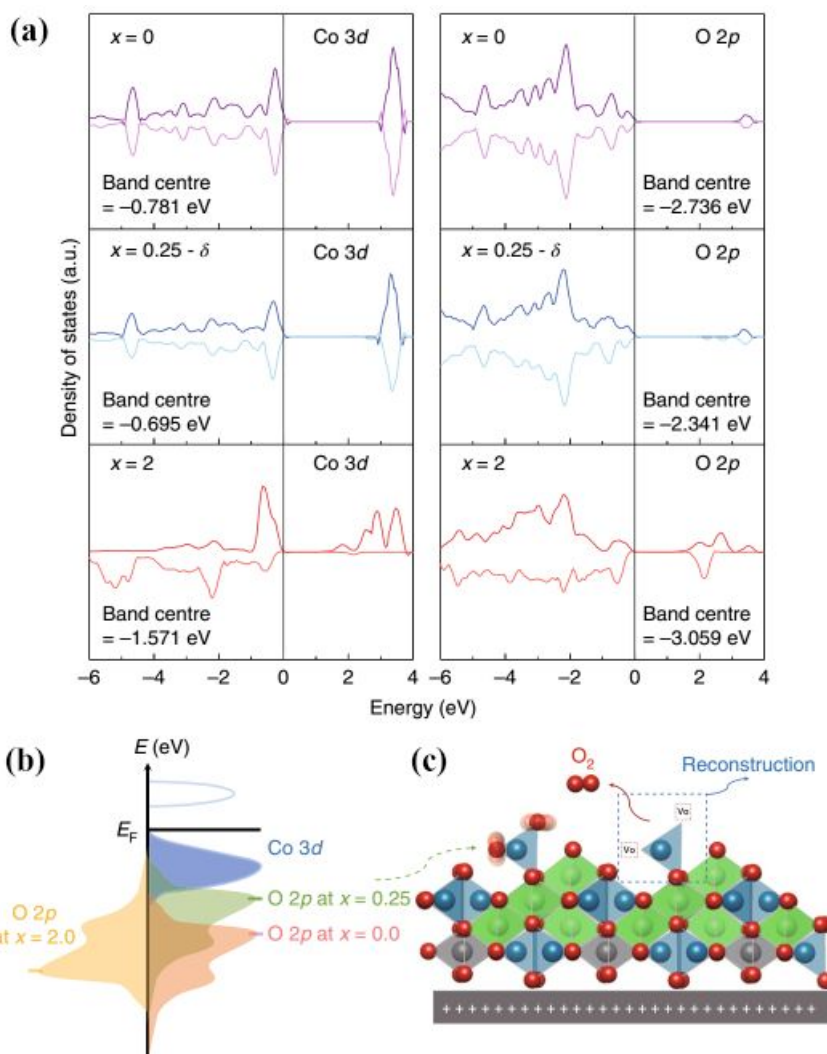 (a)
x = 0 Co 3d
Band centre
= −0.781 eV
x = 0 O 2p
Band centre
= −2.736 eV
x = 0.25 - δ Co 3d
Band centre
= −0.695 eV
x = 0.25 - δ O 2p
Band centre
= −2.341 eV
x = 2 Co 3d
Band centre
= −1.571 eV
x = 2 O 2p
Band centre
= −3.059 eV
Density of states (a.u.)
−6 −4 −2 0 2 4 −6 −4 −2 0 2 4
Energy (eV)
(b)
E (eV)
E_F
Co 3d
O 2p at x = 0.25
O 2p at x = 0.0
O 2p
at x = 2.0
(c)
O₂
Reconstruction
Vo
Vo
+ + + + + + + + + + + + + + + + + + + + + + +